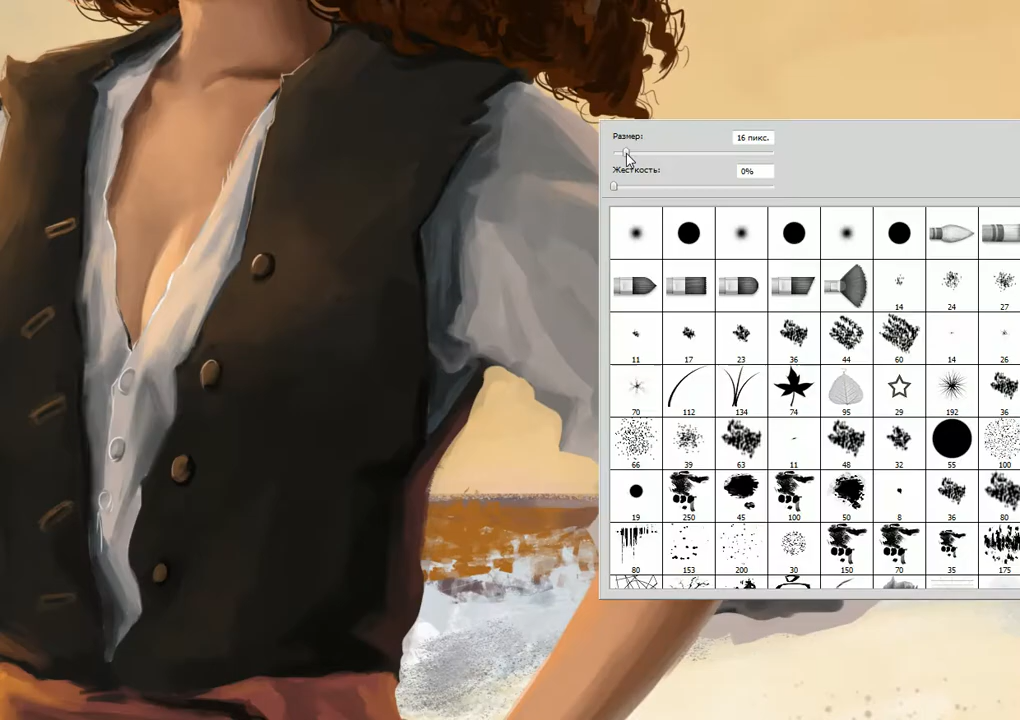 Размер:
16 пикс.
Жесткость:
0%
14 24 27
11 17 23 36 44 60 14 26
70 112 134 74 95 29 192 36
66 39 63 11 48 32 55 100
19 250 45 100 50 8 36 80
80 153 200 30 150 70 35 175